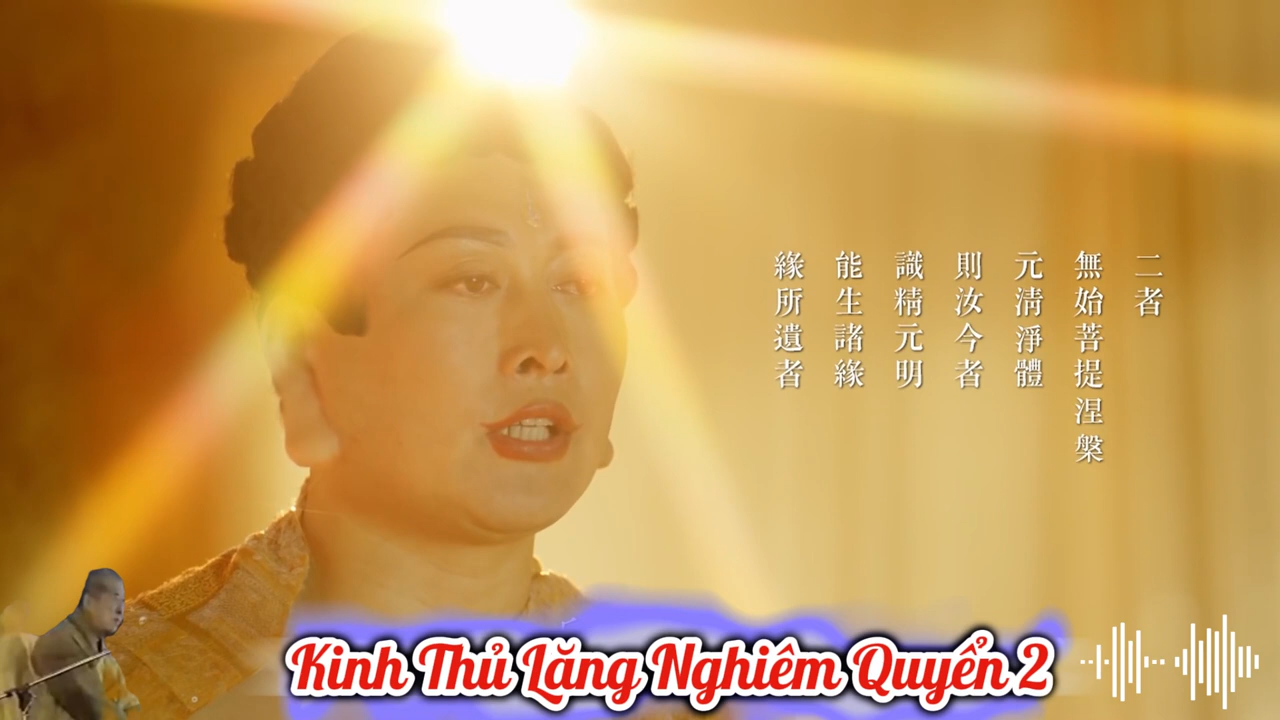 二者
無始菩提涅槃
元淸淨體
則汝今者
識精元明
能生諸緣
緣所遺者
Kinh Thủ Lăng Nghiêm Quyển 2